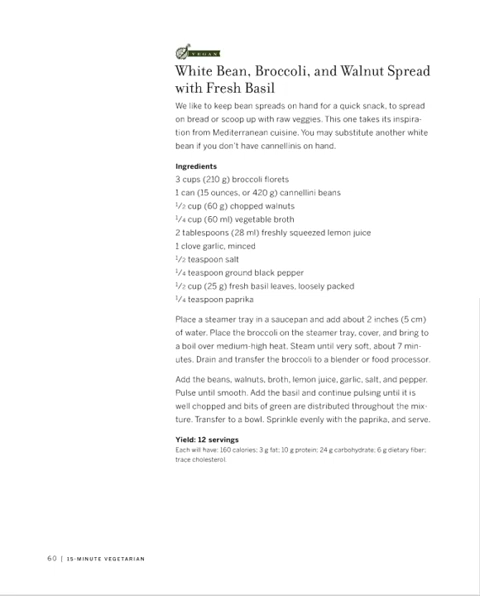 VEGAN
White Bean, Broccoli, and Walnut Spread
with Fresh Basil
We like to keep bean spreads on hand for a quick snack, to spread
on bread or scoop up with raw veggies. This one takes its inspira-
tion from Mediterranean cuisine. You may substitute another white
bean if you don't have cannellinis on hand.
Ingredients
3 cups (210 g) broccoli florets
1 can (15 ounces, or 420 g) cannellini beans
1/2 cup (60 g) chopped walnuts
1/4 cup (60 ml) vegetable broth
2 tablespoons (28 ml) freshly squeezed lemon juice
1 clove garlic, minced
1/2 teaspoon salt
1/4 teaspoon ground black pepper
1/2 cup (25 g) fresh basil leaves, loosely packed
1/4 teaspoon paprika
Place a steamer tray in a saucepan and add about 2 inches (5 cm)
of water. Place the broccoli on the steamer tray, cover, and bring to
a boil over medium-high heat. Steam until very soft, about 7 min-
utes. Drain and transfer the broccoli to a blender or food processor.
Add the beans, walnuts, broth, lemon juice, garlic, salt, and pepper.
Pulse until smooth. Add the basil and continue pulsing until it is
well chopped and bits of green are distributed throughout the mix-
ture. Transfer to a bowl. Sprinkle evenly with the paprika, and serve.
Yield: 12 servings
Each will have: 160 calories; 3 g fat; 10 g protein; 24 g carbohydrate; 6 g dietary fiber;
trace cholesterol.
60 | 15-MINUTE VEGETARIAN